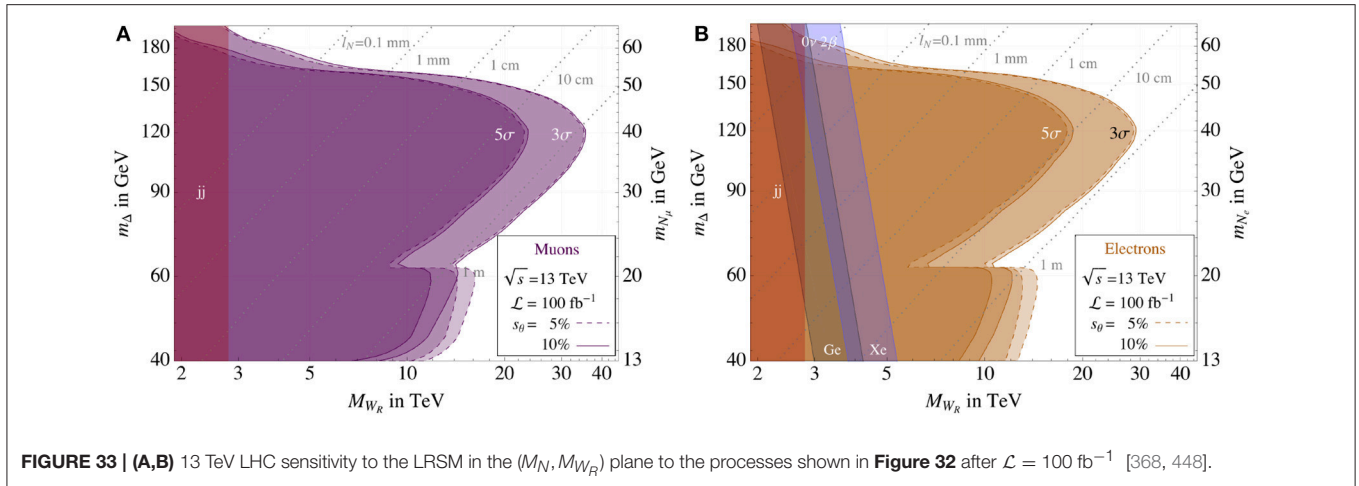 A
180
150
120
90
60
40
m_Δ in GeV
l_N=0.1 mm
1 mm
1 cm
10 cm
1 m
5σ
3σ
jj
Muons
√s =13 TeV
ℒ = 100 fb⁻¹
s_θ = 5%
10%
60
50
40
30
20
13
m_{N_μ} in GeV
2 3 5 10 20 30 40
M_{W_R} in TeV
B
180
150
120
90
60
40
m_Δ in GeV
0ν2β
l_N=0.1 mm
1 mm
1 cm
10 cm
1 m
5σ
3σ
jj
Ge
Xe
Electrons
√s =13 TeV
ℒ = 100 fb⁻¹
s_θ = 5%
10%
60
50
40
30
20
13
m_{N_e} in GeV
2 3 5 10 20 30 40
M_{W_R} in TeV
FIGURE 33 | (A,B) 13 TeV LHC sensitivity to the LRSM in the (M_N, M_{W_R}) plane to the processes shown in Figure 32 after ℒ = 100 fb⁻¹ [368, 448].